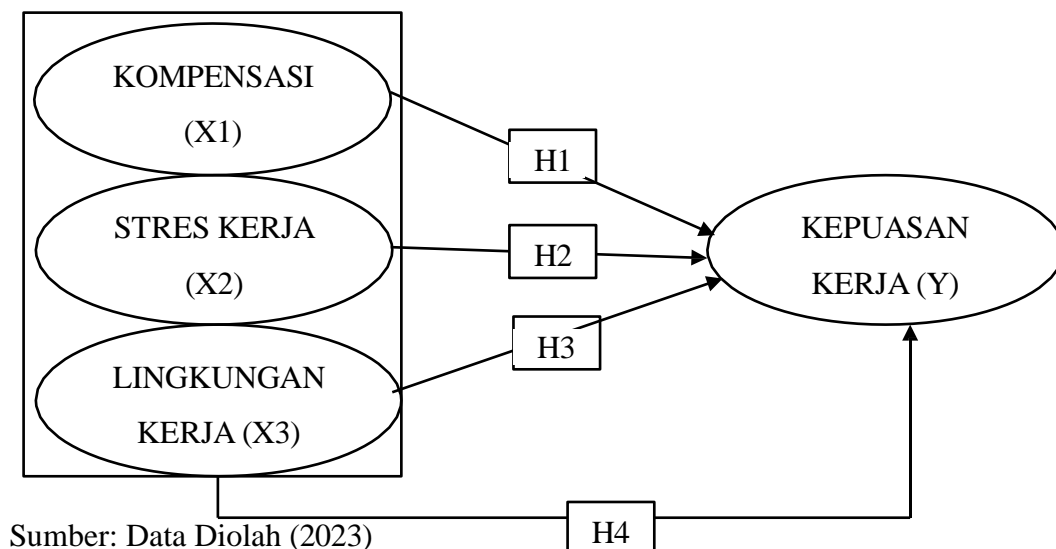 KOMPENSASI
(X1)
H1
STRES KERJA
(X2)
H2
KEPUASAN
KERJA (Y)
H3
LINGKUNGAN
KERJA (X3)
H4
Sumber: Data Diolah (2023)